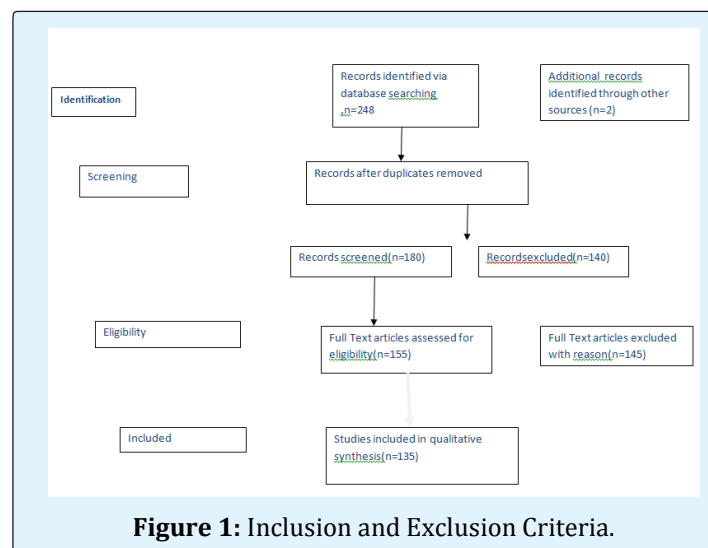 Records identified via
database searching
,n=248
Additional records
identified through other
sources (n=2)
Identification
Screening
Records after duplicates removed
Records screened(n=180)
Recordsexcluded(n=140)
Eligibility
Full Text articles assessed for
eligibility(n=155)
Full Text articles excluded
with reason(n=145)
Included
Studies included in qualitative
synthesis(n=135)
Figure 1: Inclusion and Exclusion Criteria.